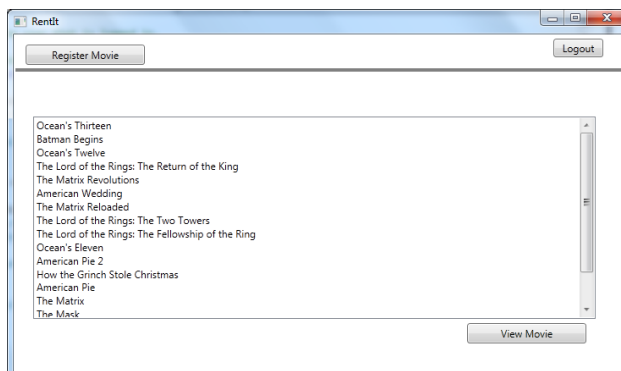 RentIt
Register Movie
Logout
Ocean's Thirteen
Batman Begins
Ocean's Twelve
The Lord of the Rings: The Return of the King
The Matrix Revolutions
American Wedding
The Matrix Reloaded
The Lord of the Rings: The Two Towers
The Lord of the Rings: The Fellowship of the Ring
Ocean's Eleven
American Pie 2
How the Grinch Stole Christmas
American Pie
The Matrix
The Mask
View Movie